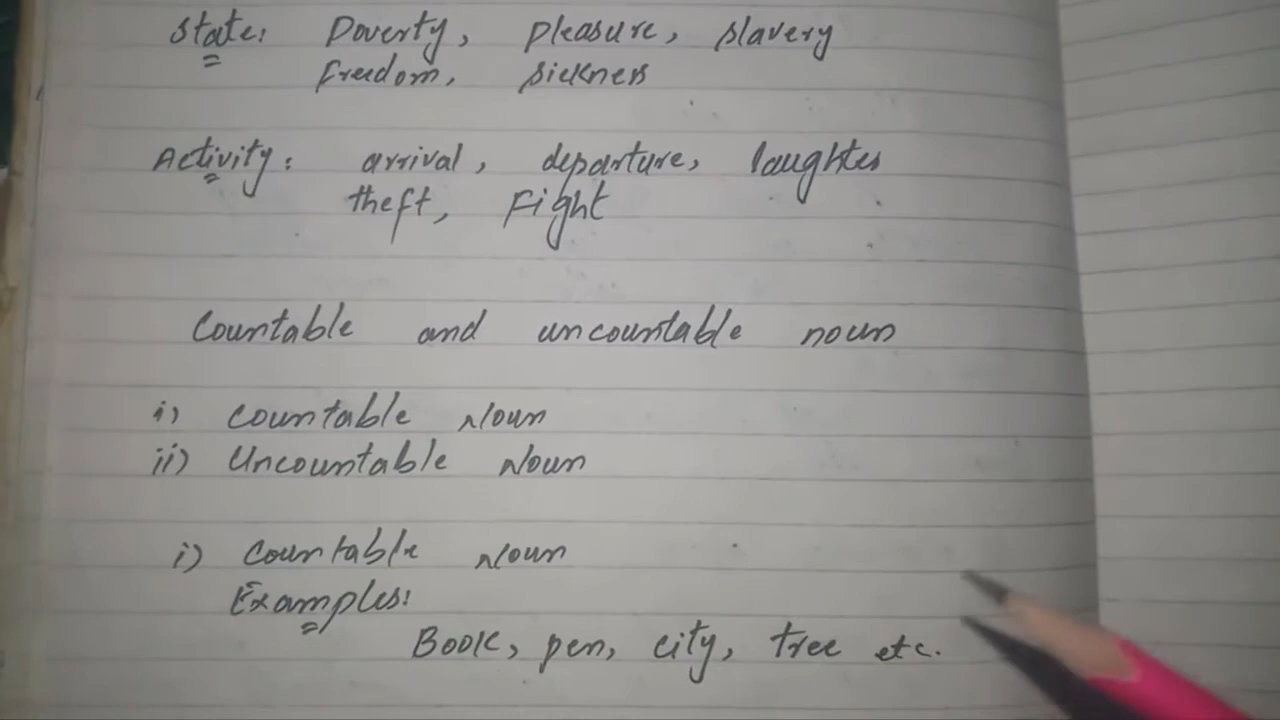 State: Poverty, pleasure, slavery
freedom, sickness
Activity: arrival, departure, laughter
theft, Fight
Countable and uncountable noun
i) Countable Noun
ii) Uncountable Noun
i) Countable Noun
Examples:
Book, pen, city, tree etc.